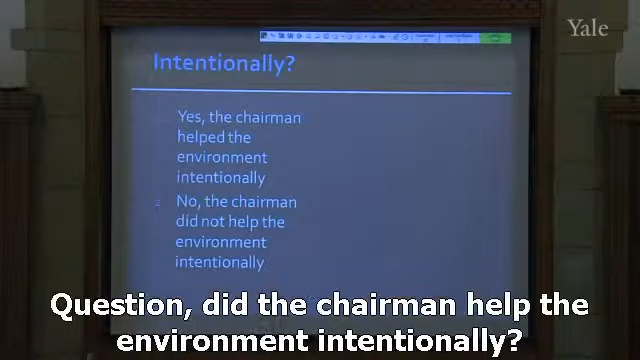 Yale
Intentionally?
Yes, the chairman
helped the
environment
intentionally
2. No, the chairman
did not help the
environment
intentionally
Question, did the chairman help the
environment intentionally?